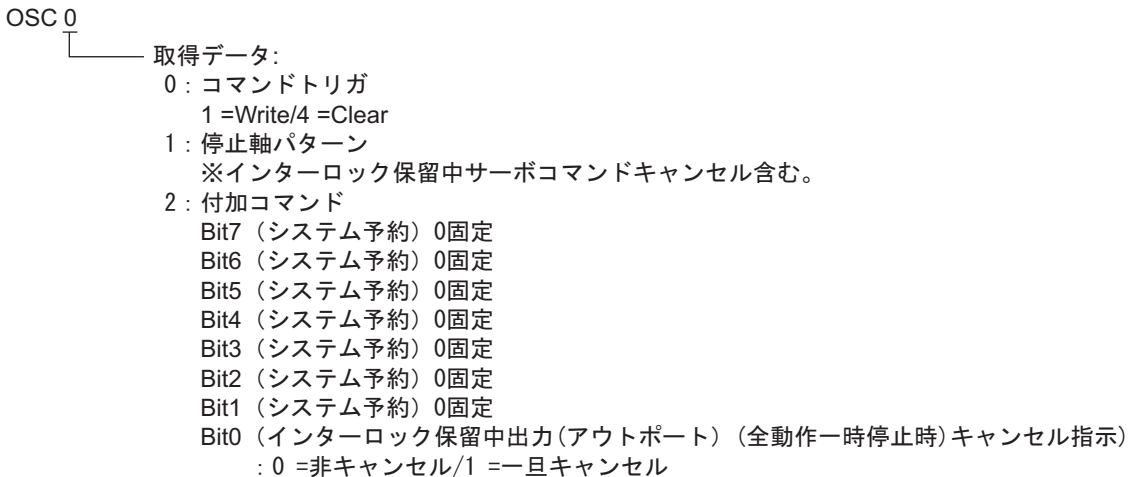 OSC 0
取得データ:
0：コマンドトリガ
1 =Write/4 =Clear
1：停止軸パターン
※インターロック保留中サーボコマンドキャンセル含む。
2：付加コマンド
Bit7（システム予約）0固定
Bit6（システム予約）0固定
Bit5（システム予約）0固定
Bit4（システム予約）0固定
Bit3（システム予約）0固定
Bit2（システム予約）0固定
Bit1（システム予約）0固定
Bit0（インターロック保留中出力(アウトポート)（全動作一時停止時)キャンセル指示）
：0 =非キャンセル/1 =一旦キャンセル